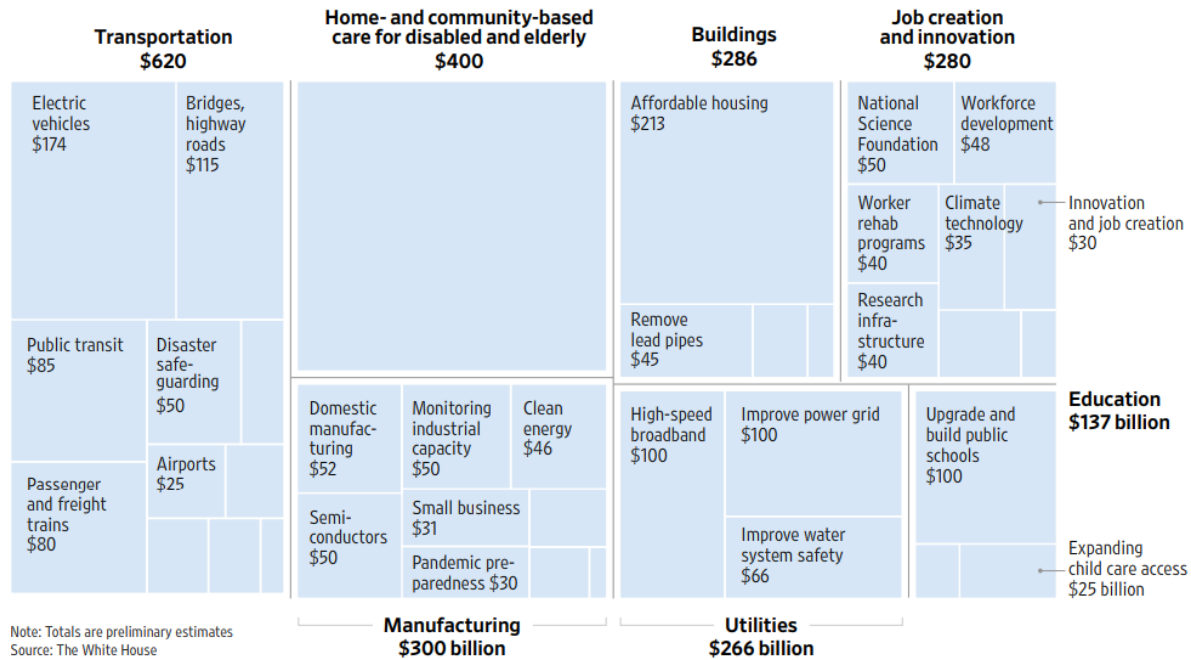 Transportation
$620
Home- and community-based
care for disabled and elderly
$400
Buildings
$286
Job creation
and innovation
$280
Electric
vehicles
$174
Bridges,
highway
roads
$115
Public transit
$85
Disaster
safe-
guarding
$50
Airports
$25
Passenger
and freight
trains
$80
Affordable housing
$213
Remove
lead pipes
$45
National
Science
Foundation
$50
Workforce
development
$48
Worker
rehab
programs
$40
Climate
technology
$35
Innovation
and job creation
$30
Research
infra-
structure
$40
Domestic
manufac-
turing
$52
Monitoring
industrial
capacity
$50
Clean
energy
$46
Semi-
conductors
$50
Small business
$31
Pandemic pre-
paredness $30
High-speed
broadband
$100
Improve power grid
$100
Improve water
system safety
$66
Upgrade and
build public
schools
$100
Education
$137 billion
Expanding
child care access
$25 billion
Manufacturing
$300 billion
Utilities
$266 billion
Note: Totals are preliminary estimates
Source: The White House